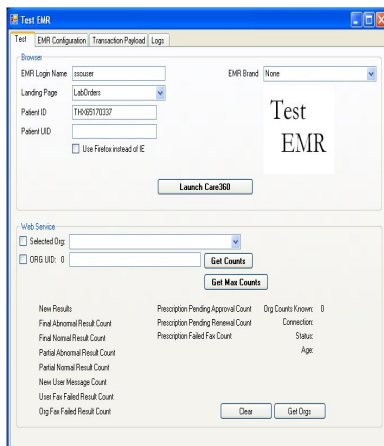 Test EMR
Test EMR Configuration Transaction Payload Logs
Browser
EMR Login Name ssouser EMR Brand None
Landing Page LabOrders
Patient ID THX65170337
Patient UID
Use Firefox instead of IE
Test
EMR
Launch Care360
Web Service
Selected Org:
ORG UID: 0 Get Counts
Get Max Counts
New Results Prescription Pending Approval Count Org Counts Known: 0
Final Abnormal Result Count Prescription Pending Renewal Count Connection:
Final Normal Result Count Prescription Failed Fax Count Status:
Partial Abnormal Result Count Age:
Partial Normal Result Count
New User Message Count
User Fax Failed Result Count
Org Fax Failed Result Count Clear Get Orgs